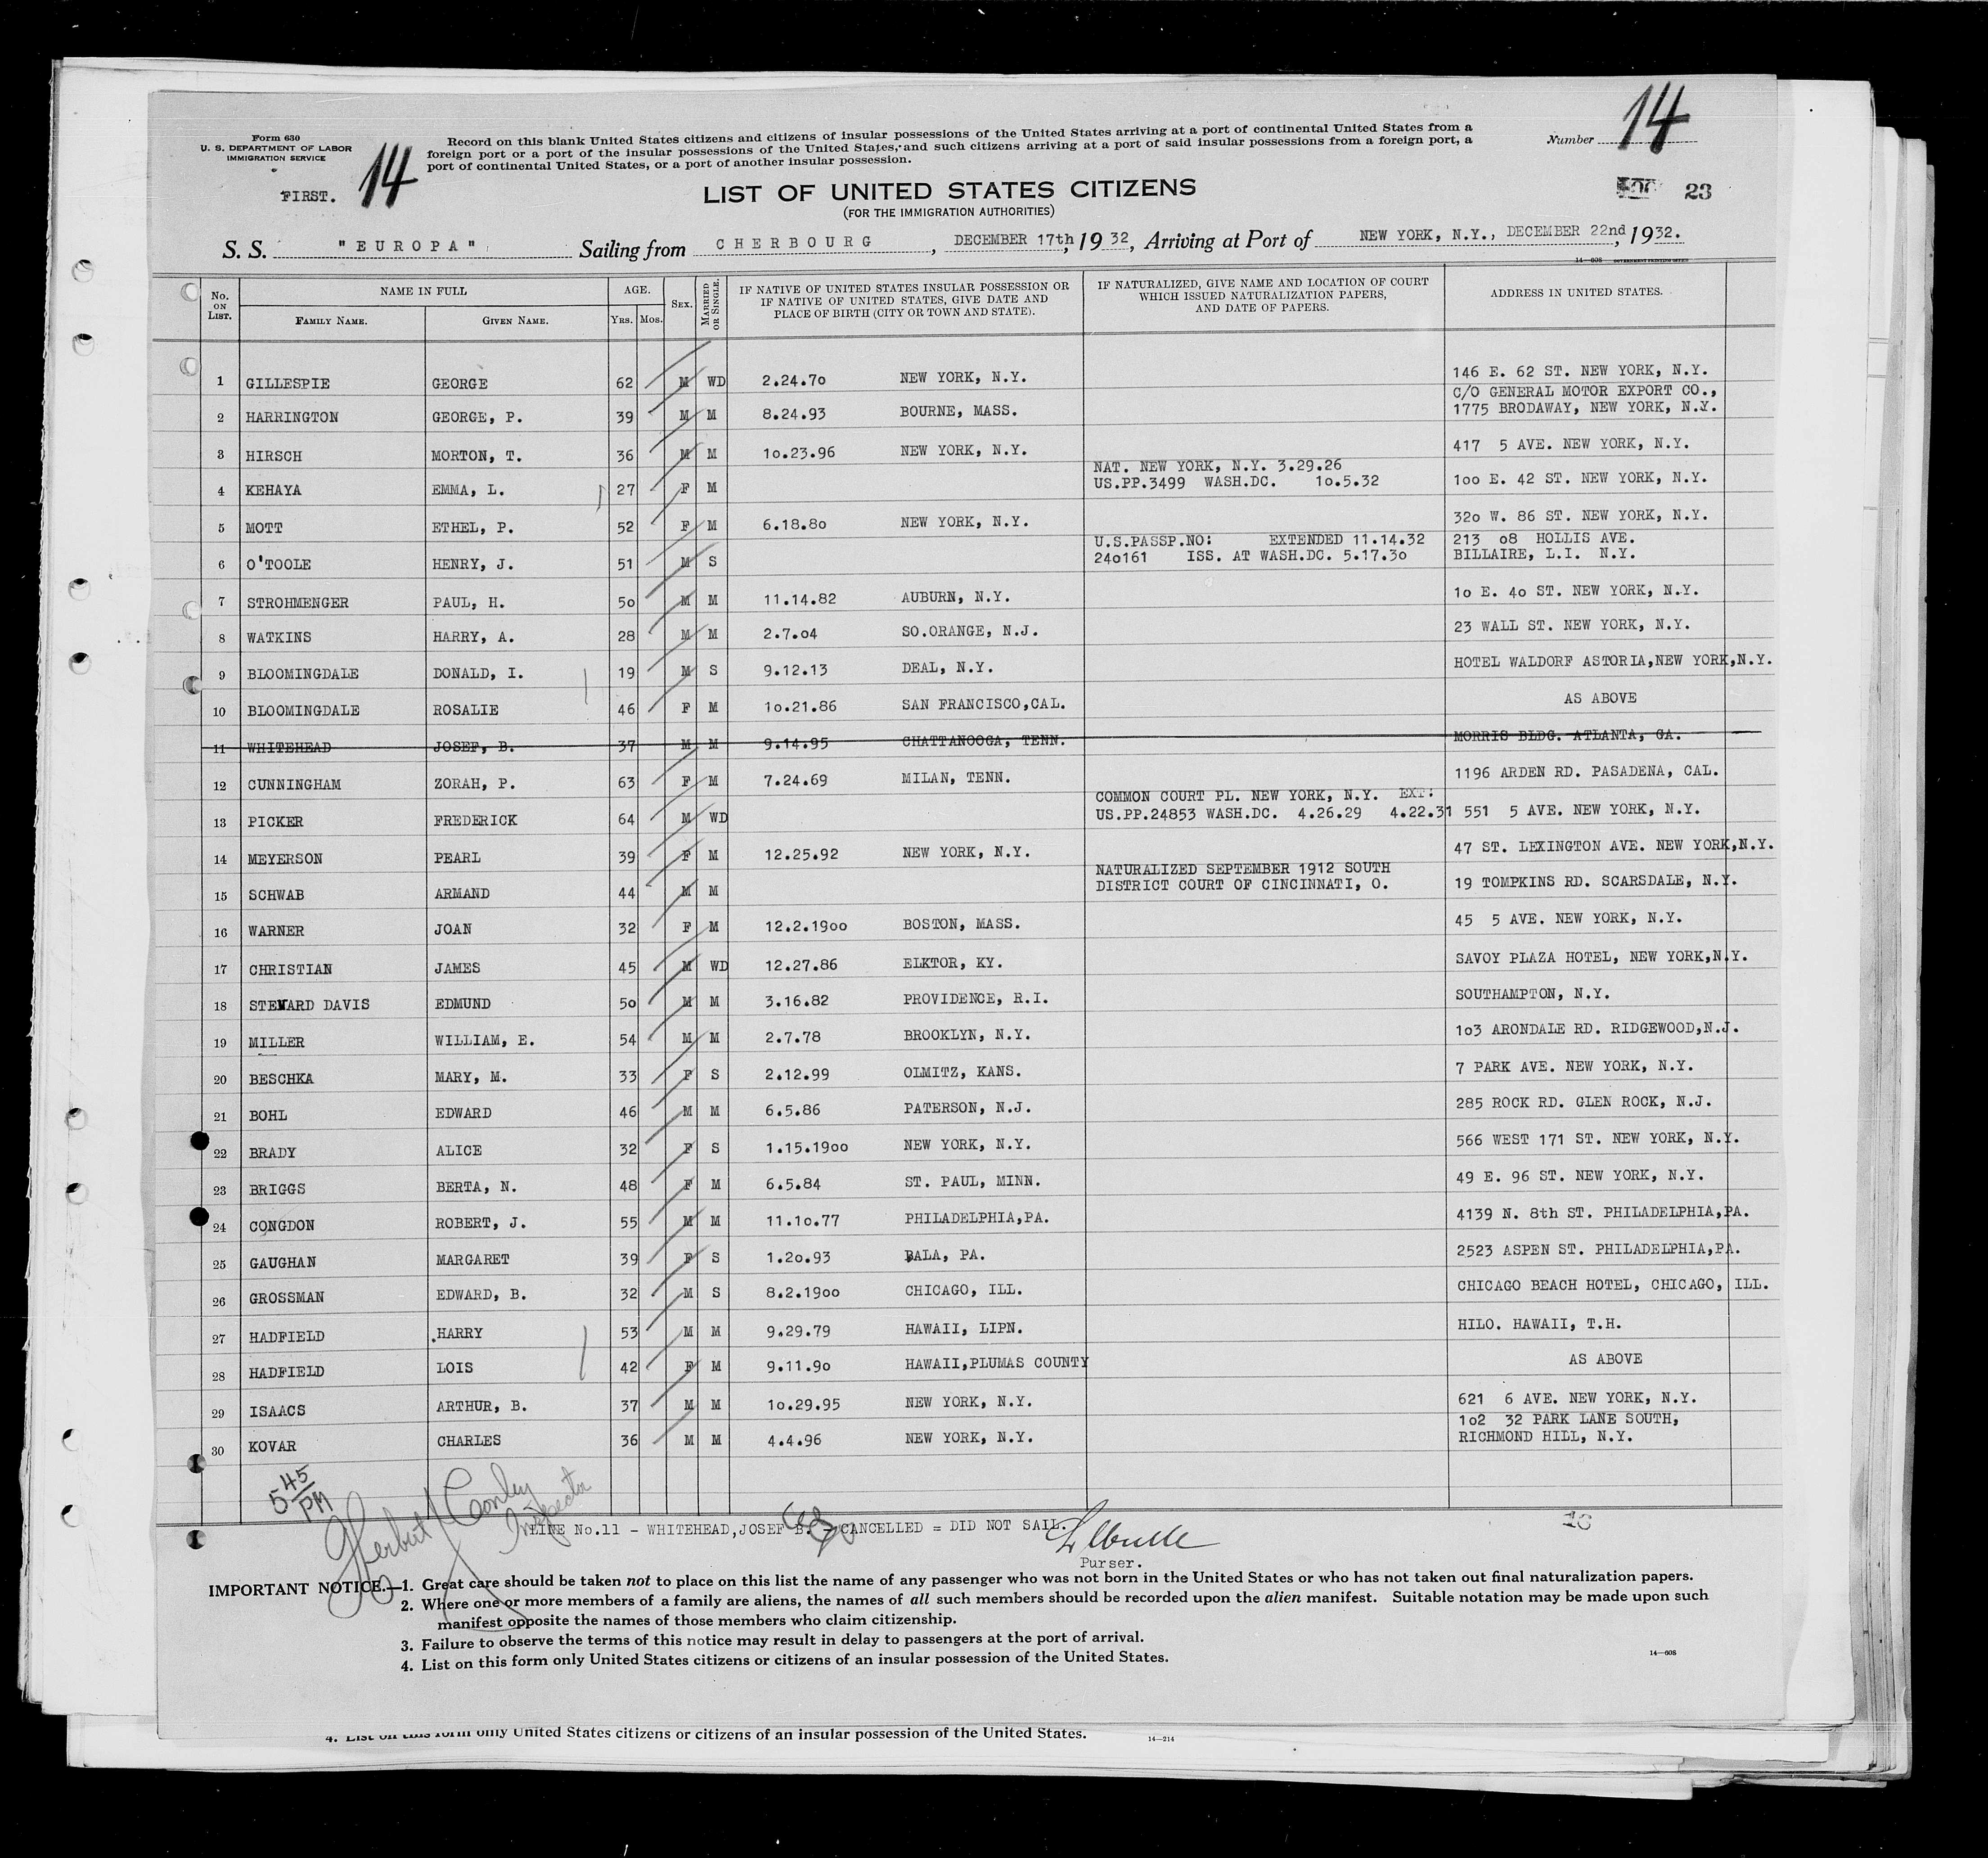 Form 630
U. S. DEPARTMENT OF LABOR
IMMIGRATION SERVICE
FIRST.
14
Record on this blank United States citizens and citizens of insular possessions of the United States arriving at a port of continental United States from a
foreign port or a port of the insular possessions of the United States, and such citizens arriving at a port of said insular possessions from a foreign port, a
port of continental United States, or a port of another insular possession.
Number 14
LIST OF UNITED STATES CITIZENS
(FOR THE IMMIGRATION AUTHORITIES)
23
S. S. "EUROPA" Sailing from CHERBOURG, DECEMBER 17th, 1932, Arriving at Port of NEW YORK, N.Y., DECEMBER 22nd, 1932.
14—608 GOVERNMENT PRINTING OFFICE
No. ON LIST. NAME IN FULL FAMILY NAME. GIVEN NAME. AGE. Yrs. Mos. SEX. MARRIED OR SINGLE. IF NATIVE OF UNITED STATES INSULAR POSSESSION OR IF NATIVE OF UNITED STATES, GIVE DATE AND PLACE OF BIRTH (CITY OR TOWN AND STATE). IF NATURALIZED, GIVE NAME AND LOCATION OF COURT WHICH ISSUED NATURALIZATION PAPERS, AND DATE OF PAPERS. ADDRESS IN UNITED STATES.
1 GILLESPIE GEORGE 62 M WD 2.24.70 NEW YORK, N.Y. 146 E. 62 ST. NEW YORK, N.Y.
2 HARRINGTON GEORGE, P. 39 M M 8.24.93 BOURNE, MASS. C/O GENERAL MOTOR EXPORT CO., 1775 BRODAWAY, NEW YORK, N.Y.
3 HIRSCH MORTON, T. 36 M M 10.23.96 NEW YORK, N.Y. 417 5 AVE. NEW YORK, N.Y.
4 KEHAYA EMMA, L. 27 F M NAT. NEW YORK, N.Y. 3.29.26 US.PP.3499 WASH.DC. 10.5.32 100 E. 42 ST. NEW YORK, N.Y.
5 MOTT ETHEL, P. 52 F M 6.18.80 NEW YORK, N.Y. 320 W. 86 ST. NEW YORK, N.Y.
6 O'TOOLE HENRY, J. 51 M S U.S.PASSP.NO: EXTENDED 11.14.32 240161 ISS. AT WASH.DC. 5.17.30 213 08 HOLLIS AVE. BILLAIRE, L.I. N.Y.
7 STROHMENGER PAUL, H. 50 M M 11.14.82 AUBURN, N.Y. 10 E. 40 ST. NEW YORK, N.Y.
8 WATKINS HARRY, A. 28 M M 2.7.04 SO.ORANGE, N.J. 23 WALL ST. NEW YORK, N.Y.
9 BLOOMINGDALE DONALD, I. 19 M S 9.12.13 DEAL, N.Y. HOTEL WALDORF ASTORIA,NEW YORK,N.Y.
10 BLOOMINGDALE ROSALIE 46 F M 10.21.86 SAN FRANCISCO,CAL. AS ABOVE
11 WHITEHEAD JOSEF, B. 37 M M 9.14.95 CHATTANOOGA, TENN. MORRIS BLDG. ATLANTA, GA.
12 CUNNINGHAM ZORAH, P. 63 F M 7.24.69 MILAN, TENN. 1196 ARDEN RD. PASADENA, CAL.
13 PICKER FREDERICK 64 M WD COMMON COURT PL. NEW YORK, N.Y. EXT: US.PP.24853 WASH.DC. 4.26.29 4.22.31 551 5 AVE. NEW YORK, N.Y.
14 MEYERSON PEARL 39 F M 12.25.92 NEW YORK, N.Y. 47 ST. LEXINGTON AVE. NEW YORK,N.Y.
15 SCHWAB ARMAND 44 M M NATURALIZED SEPTEMBER 1912 SOUTH DISTRICT COURT OF CINCINNATI, O. 19 TOMPKINS RD. SCARSDALE, N.Y.
16 WARNER JOAN 32 F M 12.2.1900 BOSTON, MASS. 45 5 AVE. NEW YORK, N.Y.
17 CHRISTIAN JAMES 45 M WD 12.27.86 ELKTOR, KY. SAVOY PLAZA HOTEL, NEW YORK,N.Y.
18 STEWARD DAVIS EDMUND 50 M M 3.16.82 PROVIDENCE, R.I. SOUTHAMPTON, N.Y.
19 MILLER WILLIAM, E. 54 M M 2.7.78 BROOKLYN, N.Y. 103 ARONDALE RD. RIDGEWOOD,N.J.
20 BESCHKA MARY, M. 33 F S 2.12.99 OLMITZ, KANS. 7 PARK AVE. NEW YORK, N.Y.
21 BOHL EDWARD 46 M M 6.5.86 PATERSON, N.J. 285 ROCK RD. GLEN ROCK, N.J.
22 BRADY ALICE 32 F S 1.15.1900 NEW YORK, N.Y. 566 WEST 171 ST. NEW YORK, N.Y.
23 BRIGGS BERTA, N. 48 F M 6.5.84 ST. PAUL, MINN. 49 E. 96 ST. NEW YORK, N.Y.
24 CONGDON ROBERT, J. 55 M M 11.10.77 PHILADELPHIA,PA. 4139 N. 8th ST. PHILADELPHIA,PA.
25 GAUGHAN MARGARET 39 F S 1.20.93 BALA, PA. 2523 ASPEN ST. PHILADELPHIA,PA.
26 GROSSMAN EDWARD, B. 32 M S 8.2.1900 CHICAGO, ILL. CHICAGO BEACH HOTEL, CHICAGO, ILL.
27 HADFIELD HARRY 53 M M 9.29.79 HAWAII, LIPN. HILO. HAWAII, T.H.
28 HADFIELD LOIS 42 F M 9.11.90 HAWAII,PLUMAS COUNTY AS ABOVE
29 ISAACS ARTHUR, B. 37 M M 10.29.95 NEW YORK, N.Y. 621 6 AVE. NEW YORK, N.Y.
30 KOVAR CHARLES 36 M M 4.4.96 NEW YORK, N.Y. 102 32 PARK LANE SOUTH, RICHMOND HILL, N.Y.
5 45 PM
Herbert Conley
Inspector
LINE No.11 - WHITEHEAD,JOSEF B. - CANCELLED = DID NOT SAIL.
Purser.
IMPORTANT NOTICE.—1. Great care should be taken not to place on this list the name of any passenger who was not born in the United States or who has not taken out final naturalization papers.
2. Where one or more members of a family are aliens, the names of all such members should be recorded upon the alien manifest. Suitable notation may be made upon such
manifest opposite the names of those members who claim citizenship.
3. Failure to observe the terms of this notice may result in delay to passengers at the port of arrival.
4. List on this form only United States citizens or citizens of an insular possession of the United States.
14—608
4. List on this form only United States citizens or citizens of an insular possession of the United States.
14—214